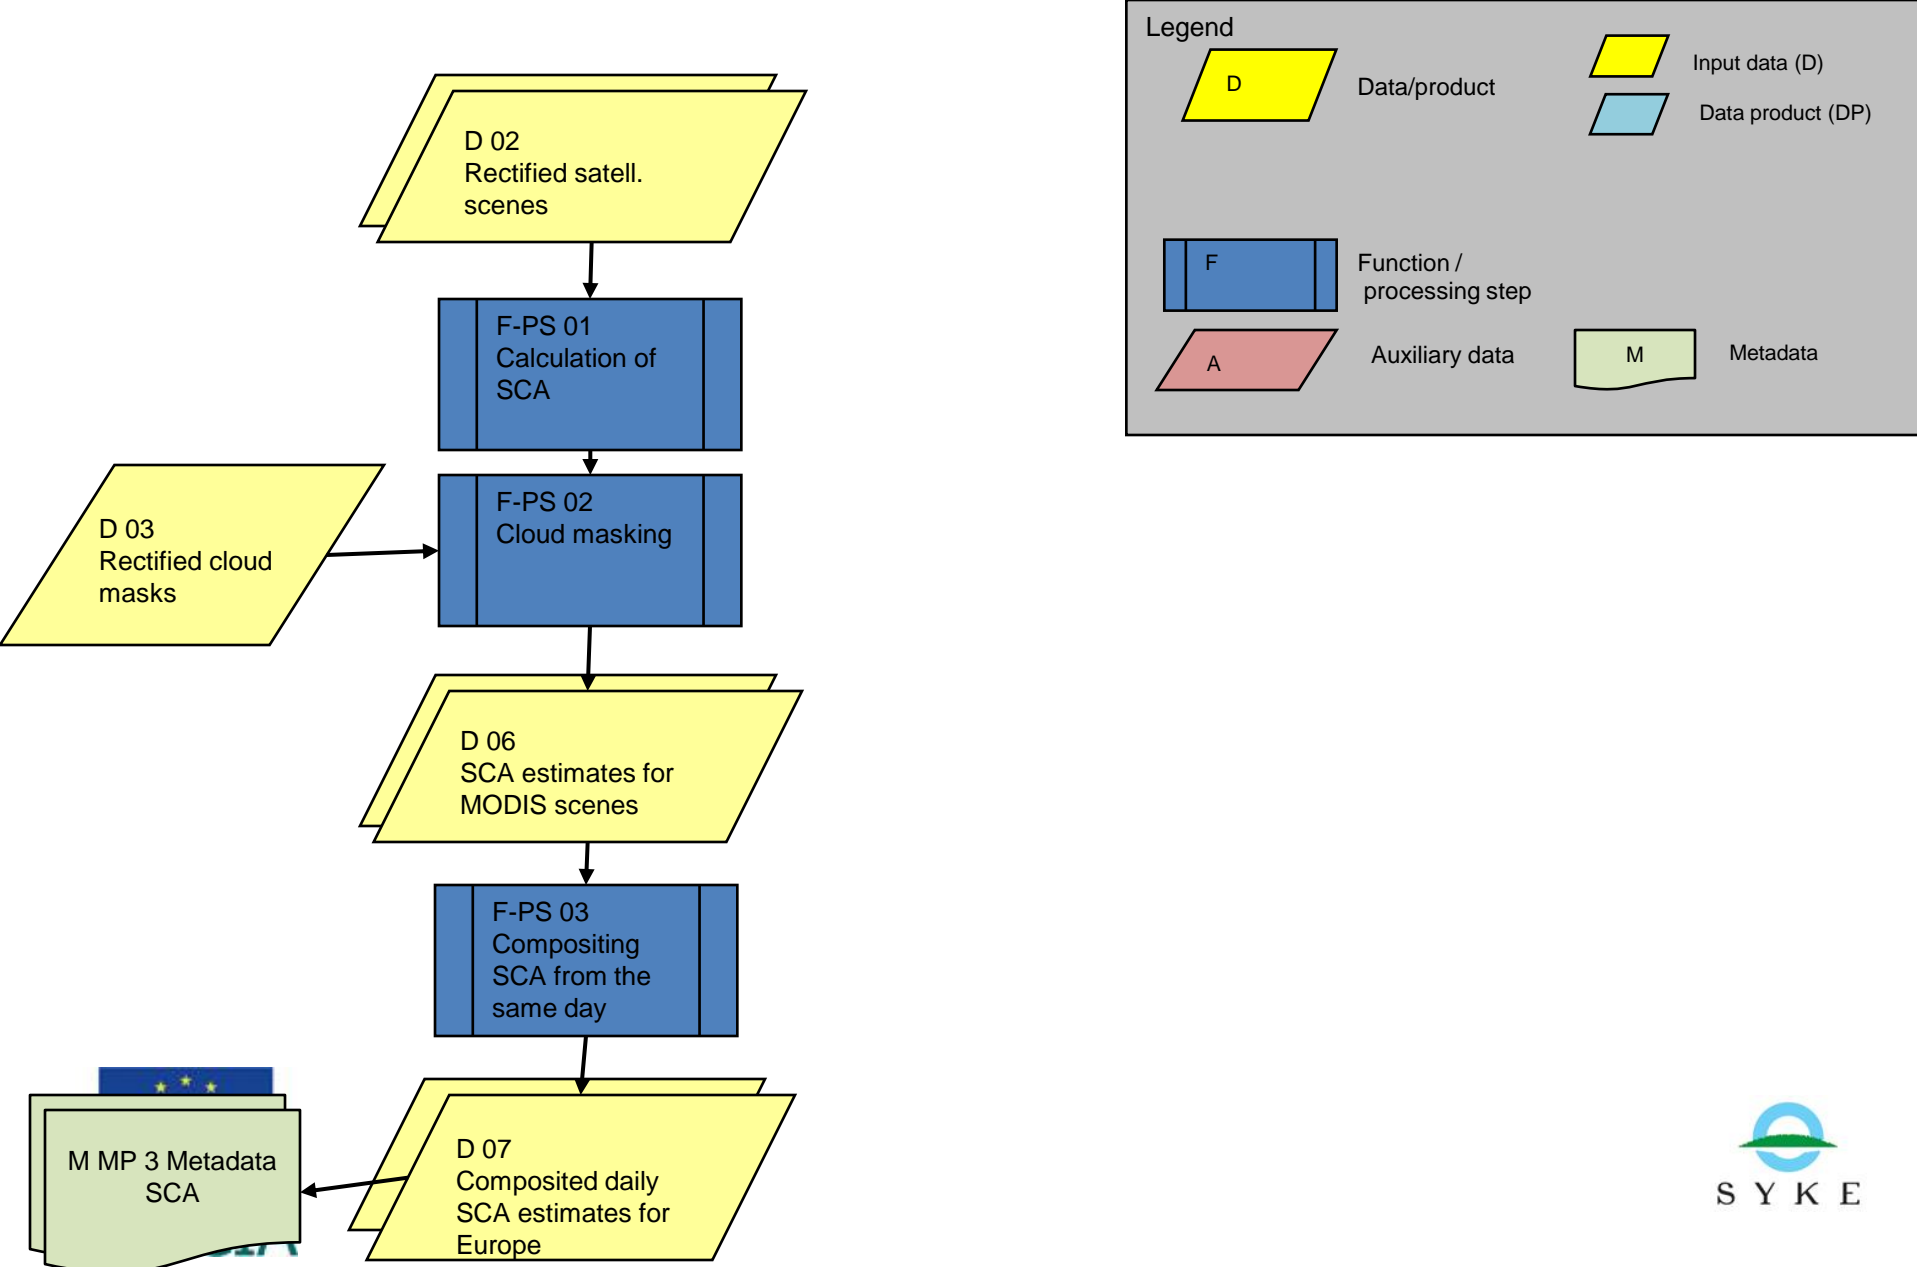 D 02
Rectified satell.
scenes
F-PS 01
Calculation of
SCA
F-PS 02
Cloud masking
D 03
Rectified cloud
masks
D 06
SCA estimates for
MODIS scenes
F-PS 03
Compositing
SCA from the
same day
D 07
Composited daily
SCA estimates for
Europe
M MP 3 Metadata
SCA
Legend
D
Data/product
Input data (D)
Data product (DP)
F
Function /
processing step
A
Auxiliary data
M
Metadata
SYKE